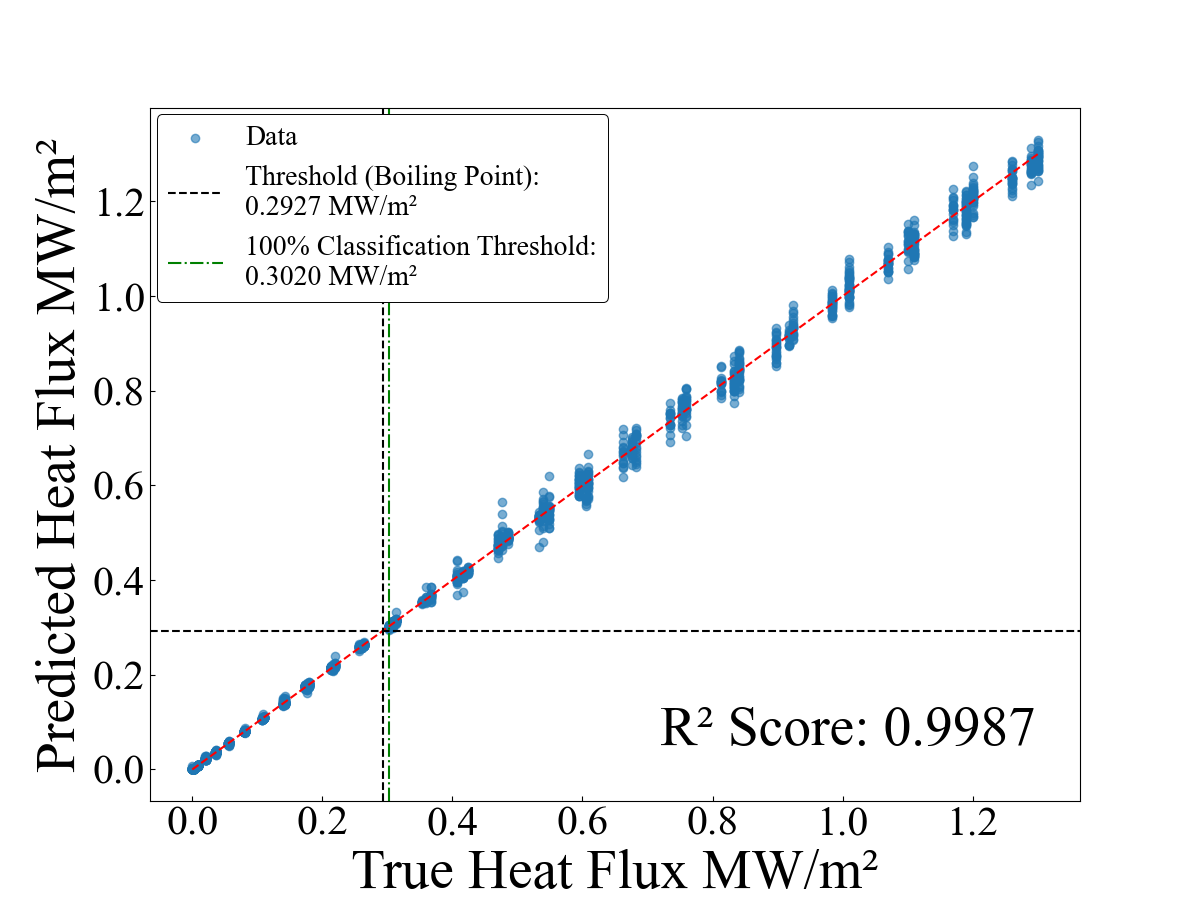 Data
Threshold (Boiling Point):
0.2927 MW/m²
100% Classification Threshold:
0.3020 MW/m²
Predicted Heat Flux MW/m²
1.2
1.0
0.8
0.6
0.4
0.2
0.0
R² Score: 0.9987
0.0 0.2 0.4 0.6 0.8 1.0 1.2
True Heat Flux MW/m²